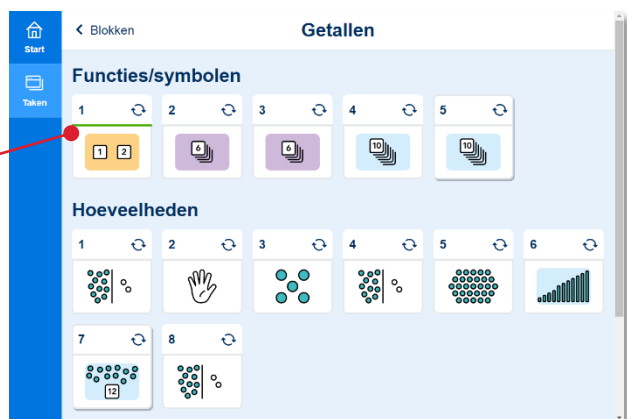 Start
Taken
Blokken
Getallen
Functies/symbolen
1 2 3 4 5
1 2 6 6 10 10
Hoeveelheden
1 2 3 4 5 6
7 8
12